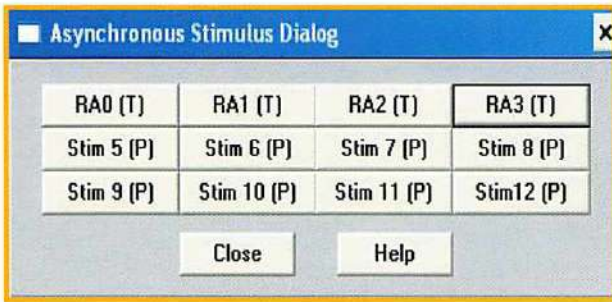 Asynchronous Stimulus Dialog
RA0 (T) RA1 (T) RA2 (T) RA3 (T)
Stim 5 (P) Stim 6 (P) Stim 7 (P) Stim 8 (P)
Stim 9 (P) Stim 10 (P) Stim 11 (P) Stim12 (P)
Close Help